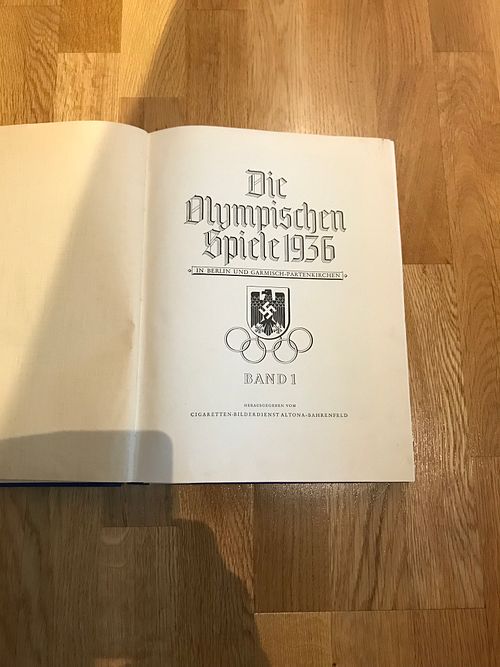 Die
Olympischen
Spiele 1936
IN BERLIN UND GARMISCH-PARTENKIRCHEN
BAND 1
HERAUSGEGEBEN VOM
CIGARETTEN-BILDERDIENST ALTONA-BAHRENFELD